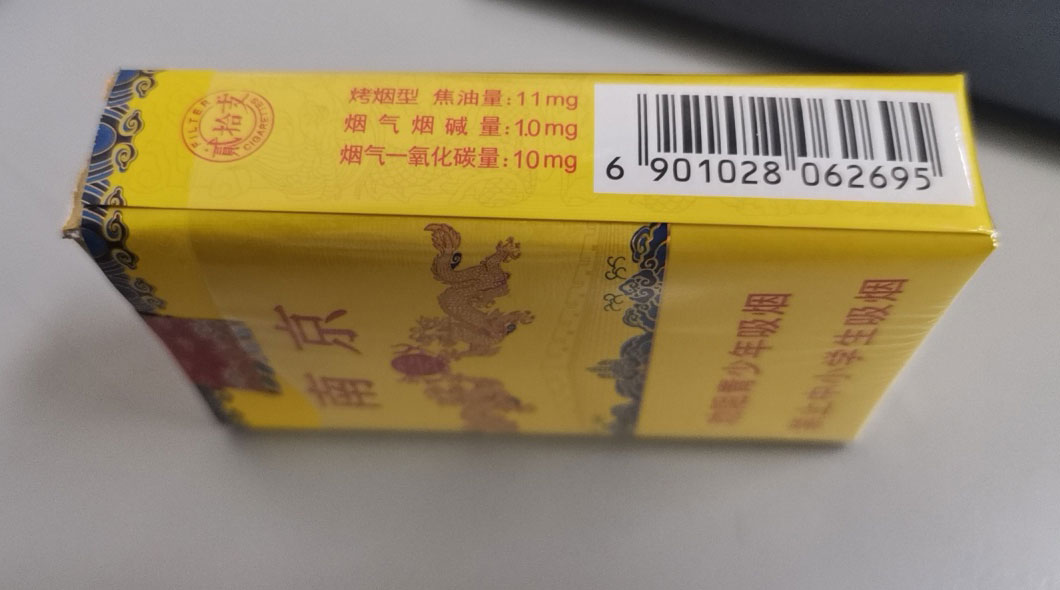 FILTER CIGARETTES
贰拾支
烤烟型 焦油量:11mg
烟气烟碱量:1.0mg
烟气一氧化碳量:10mg
6 901028 062695
南京
劝阻青少年吸烟
禁止中小学生吸烟